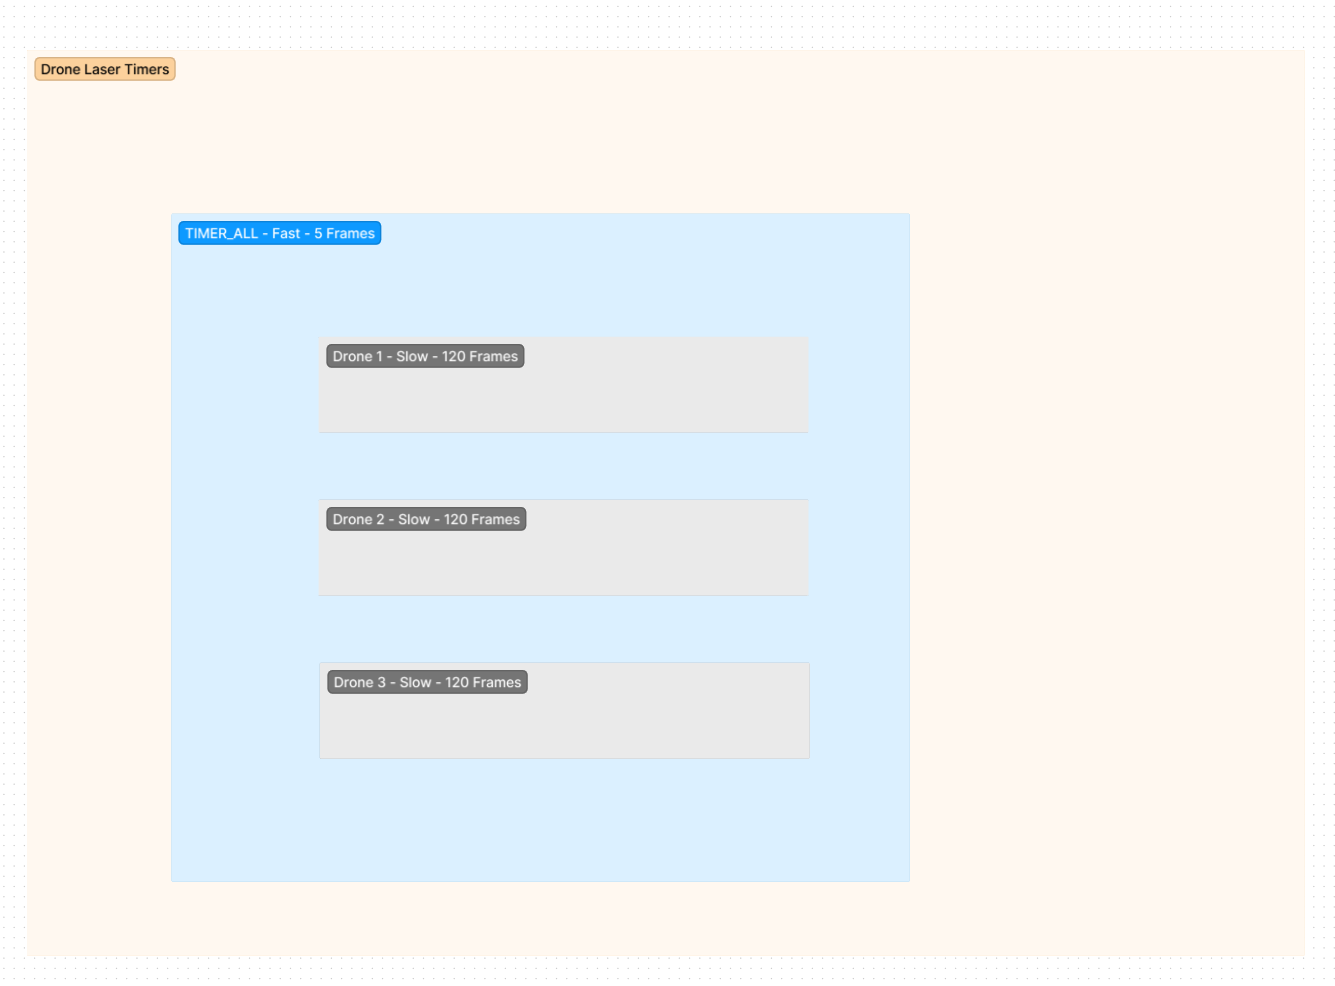 Drone Laser Timers
TIMER_ALL - Fast - 5 Frames
Drone 1 - Slow - 120 Frames
Drone 2 - Slow - 120 Frames
Drone 3 - Slow - 120 Frames